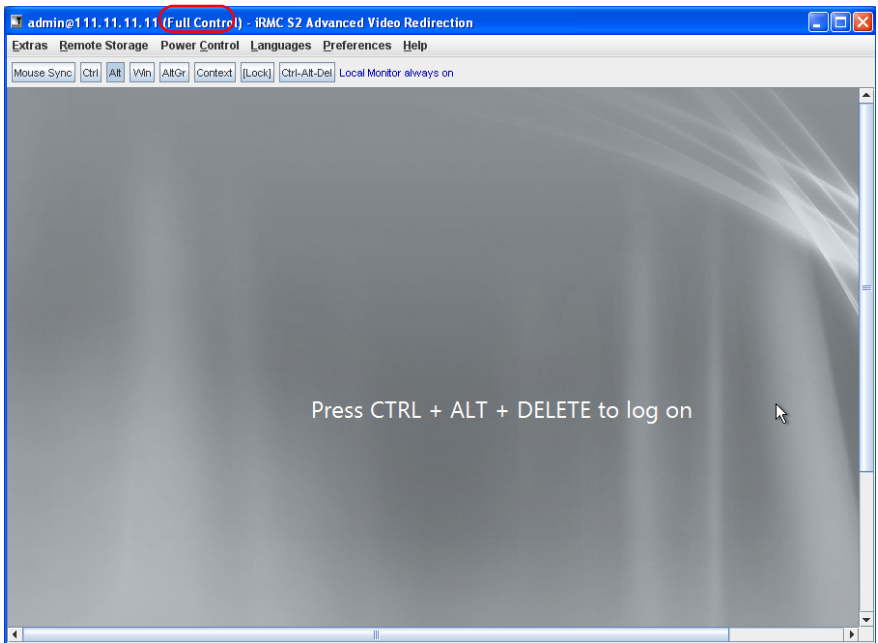 admin@111.11.11.11 (Full Control) - iRMC S2 Advanced Video Redirection
Extras Remote Storage Power Control Languages Preferences Help
Mouse Sync Ctrl Alt Win AltGr Context [Lock] Ctrl-Alt-Del Local Monitor always on
Press CTRL + ALT + DELETE to log on